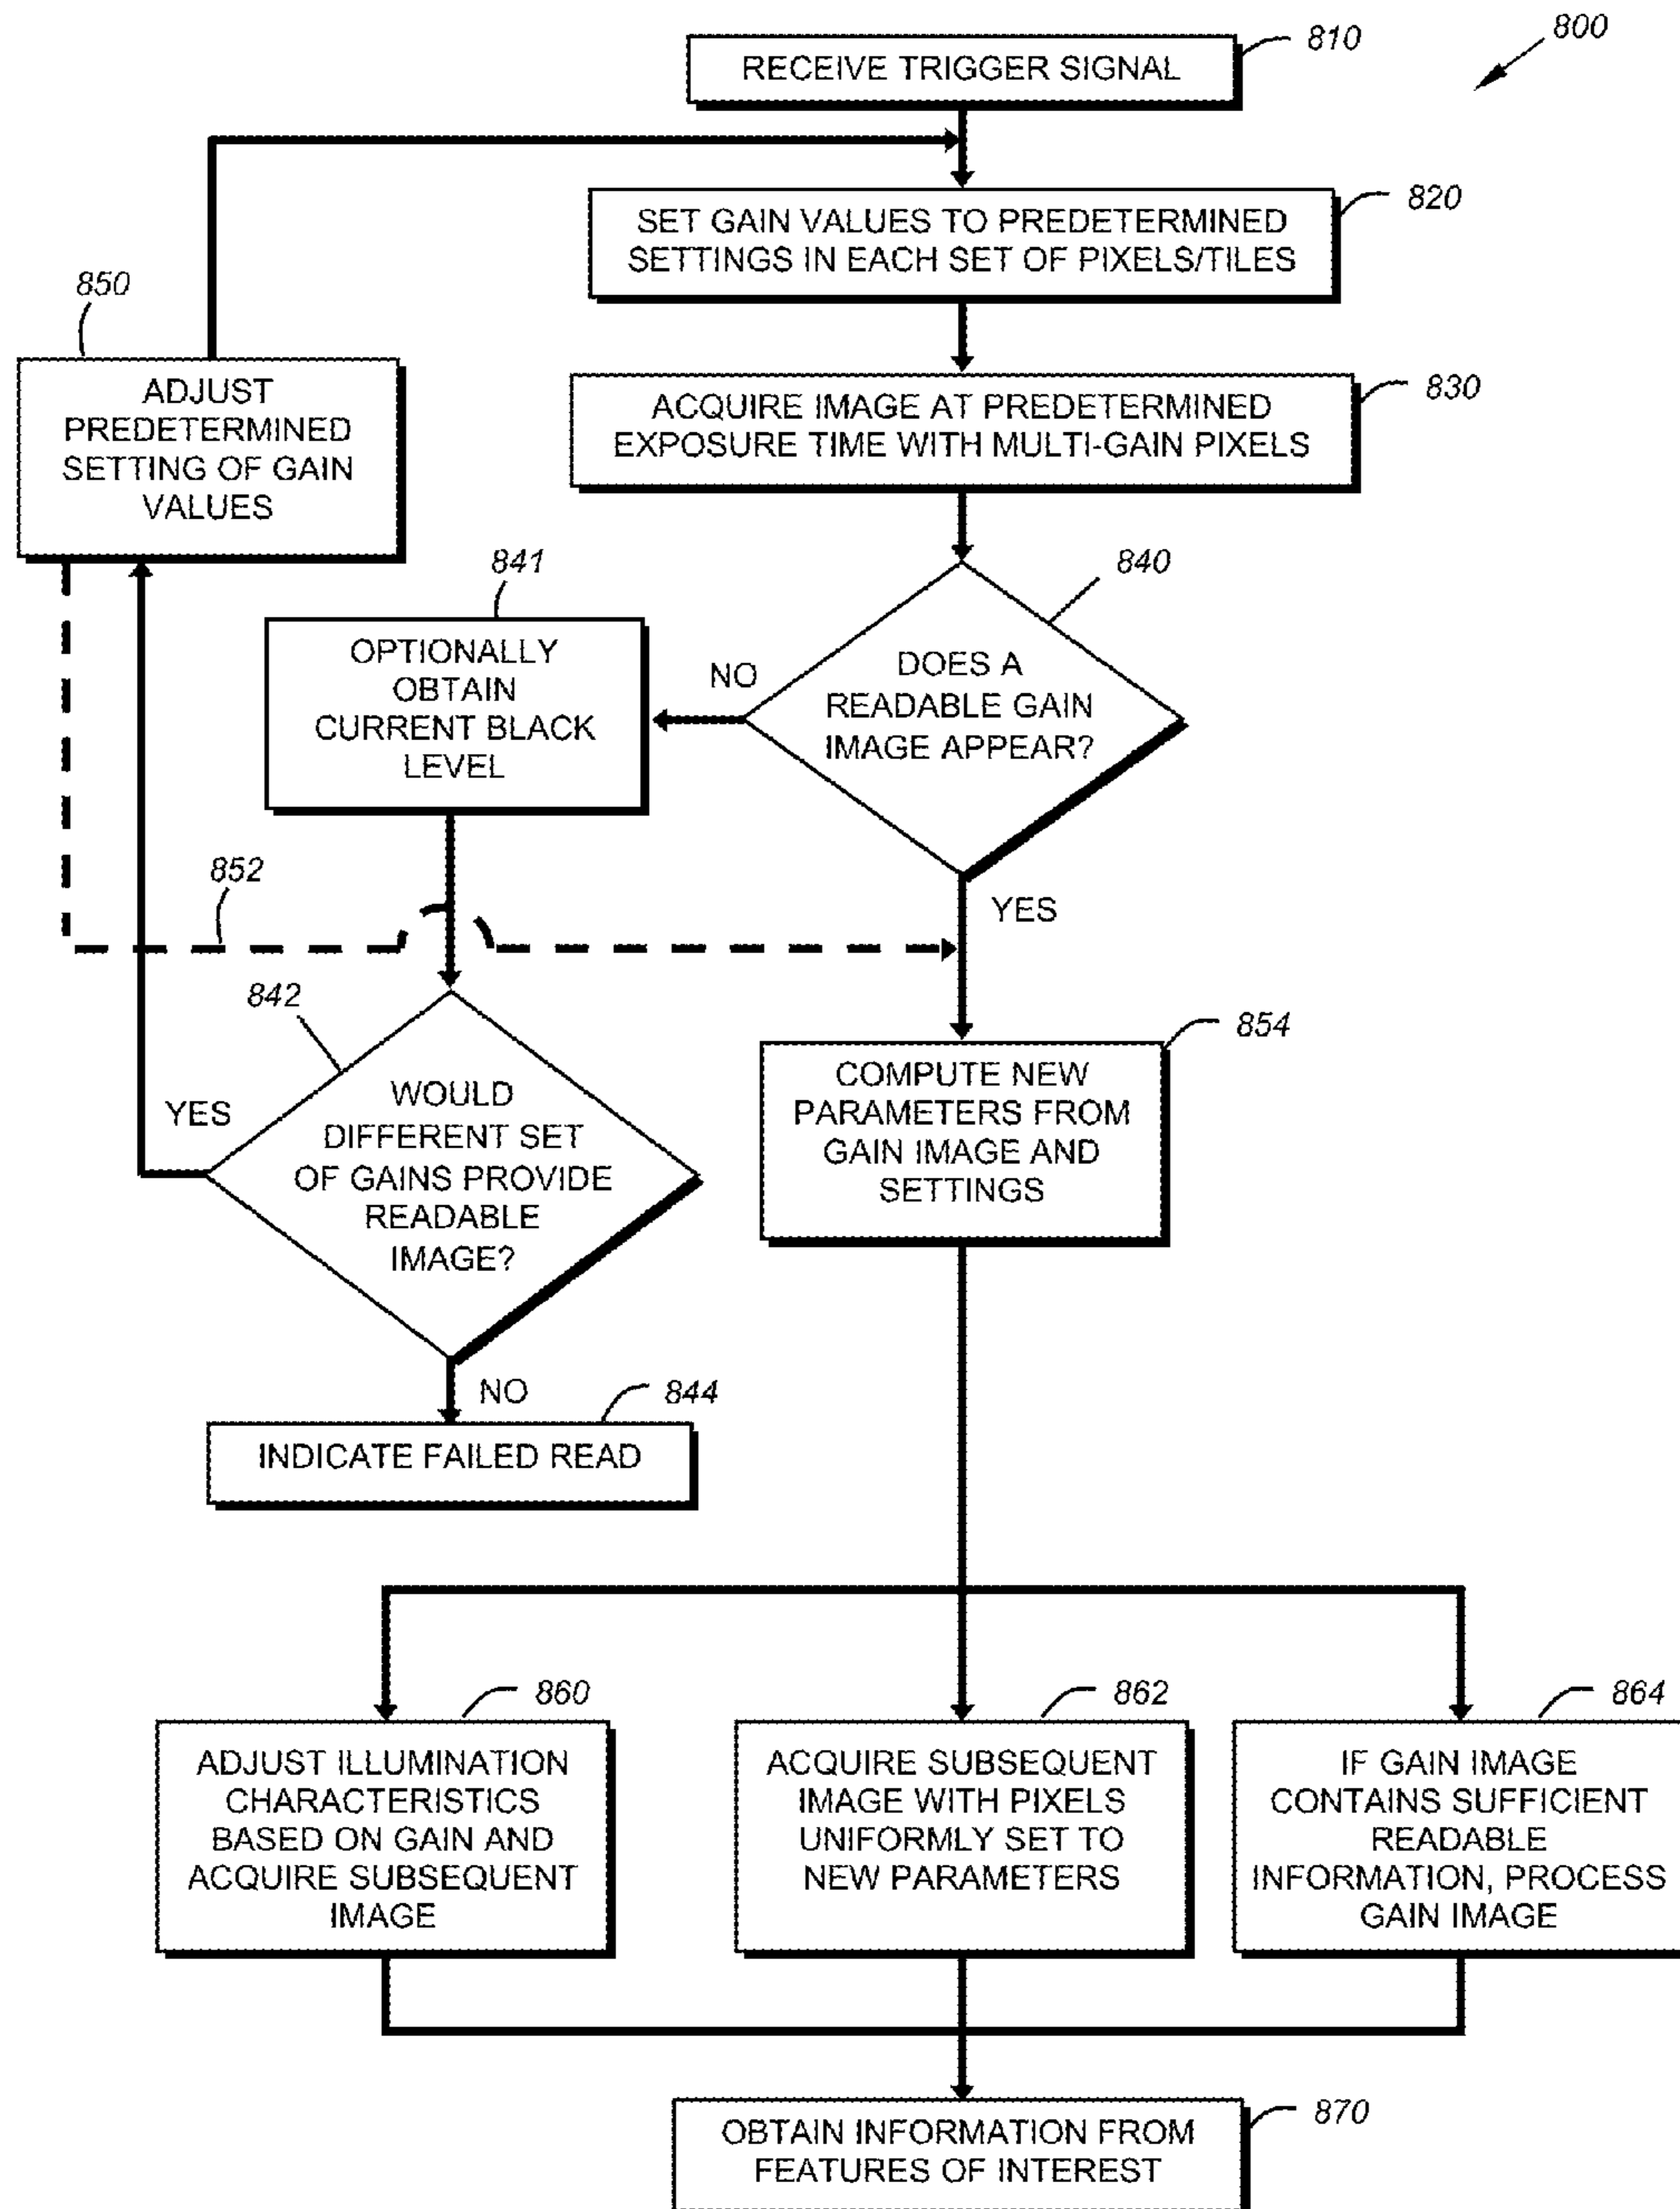 800
810
RECEIVE TRIGGER SIGNAL
820
SET GAIN VALUES TO PREDETERMINED
SETTINGS IN EACH SET OF PIXELS/TILES
830
ACQUIRE IMAGE AT PREDETERMINED
EXPOSURE TIME WITH MULTI-GAIN PIXELS
850
ADJUST
PREDETERMINED
SETTING OF GAIN
VALUES
840
DOES A
READABLE GAIN
IMAGE APPEAR?
NO
YES
841
OPTIONALLY
OBTAIN
CURRENT BLACK
LEVEL
852
842
WOULD
DIFFERENT SET
OF GAINS PROVIDE
READABLE
IMAGE?
YES
NO
844
INDICATE FAILED READ
854
COMPUTE NEW
PARAMETERS FROM
GAIN IMAGE AND
SETTINGS
860
ADJUST ILLUMINATION
CHARACTERISTICS
BASED ON GAIN AND
ACQUIRE SUBSEQUENT
IMAGE
862
ACQUIRE SUBSEQUENT
IMAGE WITH PIXELS
UNIFORMLY SET TO
NEW PARAMETERS
864
IF GAIN IMAGE
CONTAINS SUFFICIENT
READABLE
INFORMATION, PROCESS
GAIN IMAGE
870
OBTAIN INFORMATION FROM
FEATURES OF INTEREST